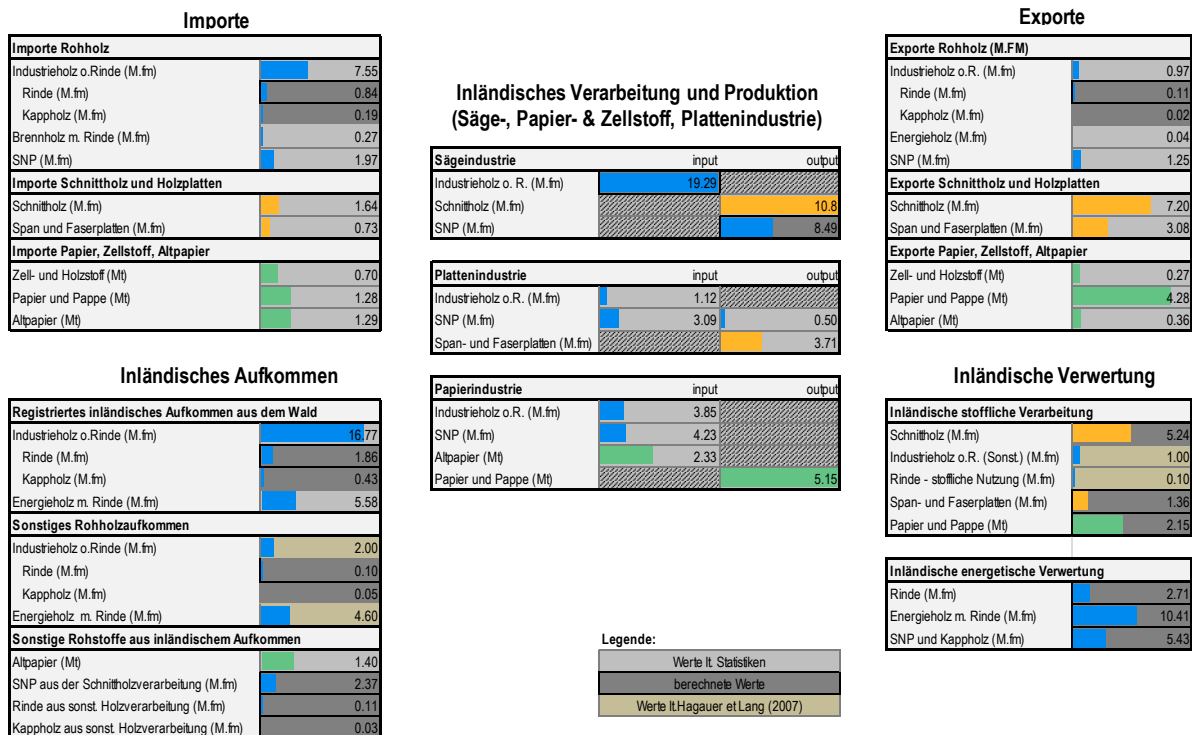 Importe
Importe Rohholz
Industrieholz o.Rinde (M.fm) 7.55
Rinde (M.fm) 0.84
Kappholz (M.fm) 0.19
Brennholz m. Rinde (M.fm) 0.27
SNP (M.fm) 1.97
Importe Schnittholz und Holzplatten
Schnittholz (M.fm) 1.64
Span und Faserplatten (M.fm) 0.73
Importe Papier, Zellstoff, Altpapier
Zell- und Holzstoff (Mt) 0.70
Papier und Pappe (Mt) 1.28
Altpapier (Mt) 1.29
Inländisches Aufkommen
Registriertes inländisches Aufkommen aus dem Wald
Industrieholz o.Rinde (M.fm) 16.77
Rinde (M.fm) 1.86
Kappholz (M.fm) 0.43
Energieholz m. Rinde (M.fm) 5.58
Sonstiges Rohholzaufkommen
Industrieholz o.Rinde (M.fm) 2.00
Rinde (M.fm) 0.10
Kappholz (M.fm) 0.05
Energieholz m. Rinde (M.fm) 4.60
Sonstige Rohstoffe aus inländischem Aufkommen
Altpapier (Mt) 1.40
SNP aus der Schnittholzverarbeitung (M.fm) 2.37
Rinde aus sonst. Holzverarbeitung (M.fm) 0.11
Kappholz aus sonst. Holzverarbeitung (M.fm) 0.03
Inländisches Verarbeitung und Produktion
(Säge-, Papier- & Zellstoff, Plattenindustrie)
Sägeindustrie input output
Industrieholz o. R. (M.fm) 19.29
Schnittholz (M.fm) 10.8
SNP (M.fm) 8.49
Plattenindustrie input output
Industrieholz o.R. (M.fm) 1.12
SNP (M.fm) 3.09 0.50
Span- und Faserplatten (M.fm) 3.71
Papierindustrie input output
Industrieholz o.R. (M.fm) 3.85
SNP (M.fm) 4.23
Altpapier (Mt) 2.33
Papier und Pappe (Mt) 5.15
Legende:
Werte lt. Statistiken
berechnete Werte
Werte lt.Hagauer et Lang (2007)
Exporte
Exporte Rohholz (M.FM)
Industrieholz o.R. (M.fm) 0.97
Rinde (M.fm) 0.11
Kappholz (M.fm) 0.02
Energieholz (M.fm) 0.04
SNP (M.fm) 1.25
Exporte Schnittholz und Holzplatten
Schnittholz (M.fm) 7.20
Span und Faserplatten (M.fm) 3.08
Exporte Papier, Zellstoff, Altpapier
Zell- und Holzstoff (Mt) 0.27
Papier und Pappe (Mt) 4.28
Altpapier (Mt) 0.36
Inländische Verwertung
Inländische stoffliche Verarbeitung
Schnittholz (M.fm) 5.24
Industrieholz o.R. (Sonst.) (M.fm) 1.00
Rinde - stoffliche Nutzung (M.fm) 0.10
Span- und Faserplatten (M.fm) 1.36
Papier und Pappe (Mt) 2.15
Inländische energetische Verwertung
Rinde (M.fm) 2.71
Energieholz m. Rinde (M.fm) 10.41
SNP und Kappholz (M.fm) 5.43